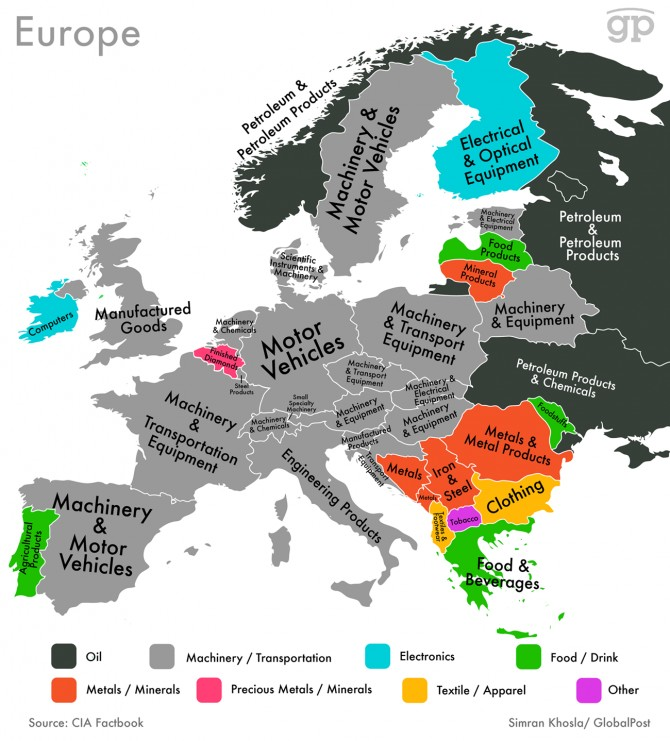 Europe
gp
Petroleum &
Petroleum Products
Machinery &
Motor Vehicles
Electrical
& Optical
Equipment
Petroleum
&
Petroleum
Products
Machinery
& Electrical
Equipment
Food
Products
Mineral
Products
Scientific
Instruments &
Machinery
Computers
Manufactured
Goods
Machinery
& Chemicals
Finished
Diamonds
Steel
Products
Motor
Vehicles
Machinery
& Transport
Equipment
Machinery
& Equipment
Petroleum Products
& Chemicals
Foodstuffs
Machinery
& Transport
Equipment
Machinery &
Electrical
Equipment
Small
Specialty
Machinery
Machinery
& Chemicals
Machinery
& Equipment
Machinery
& Equipment
Machinery
&
Transportation
Equipment
Manufactured
Products
Transport
Equipment
Engineering Products
Metals &
Metal Products
Metals
Iron
&
Steel
Metals
Clothing
Textiles &
Footwear
Tobacco
Food &
Beverages
Machinery
&
Motor
Vehicles
Agricultural
Products
Oil
Machinery / Transportation
Electronics
Food / Drink
Metals / Minerals
Precious Metals / Minerals
Textile / Apparel
Other
Source: CIA Factbook
Simran Khosla/ GlobalPost